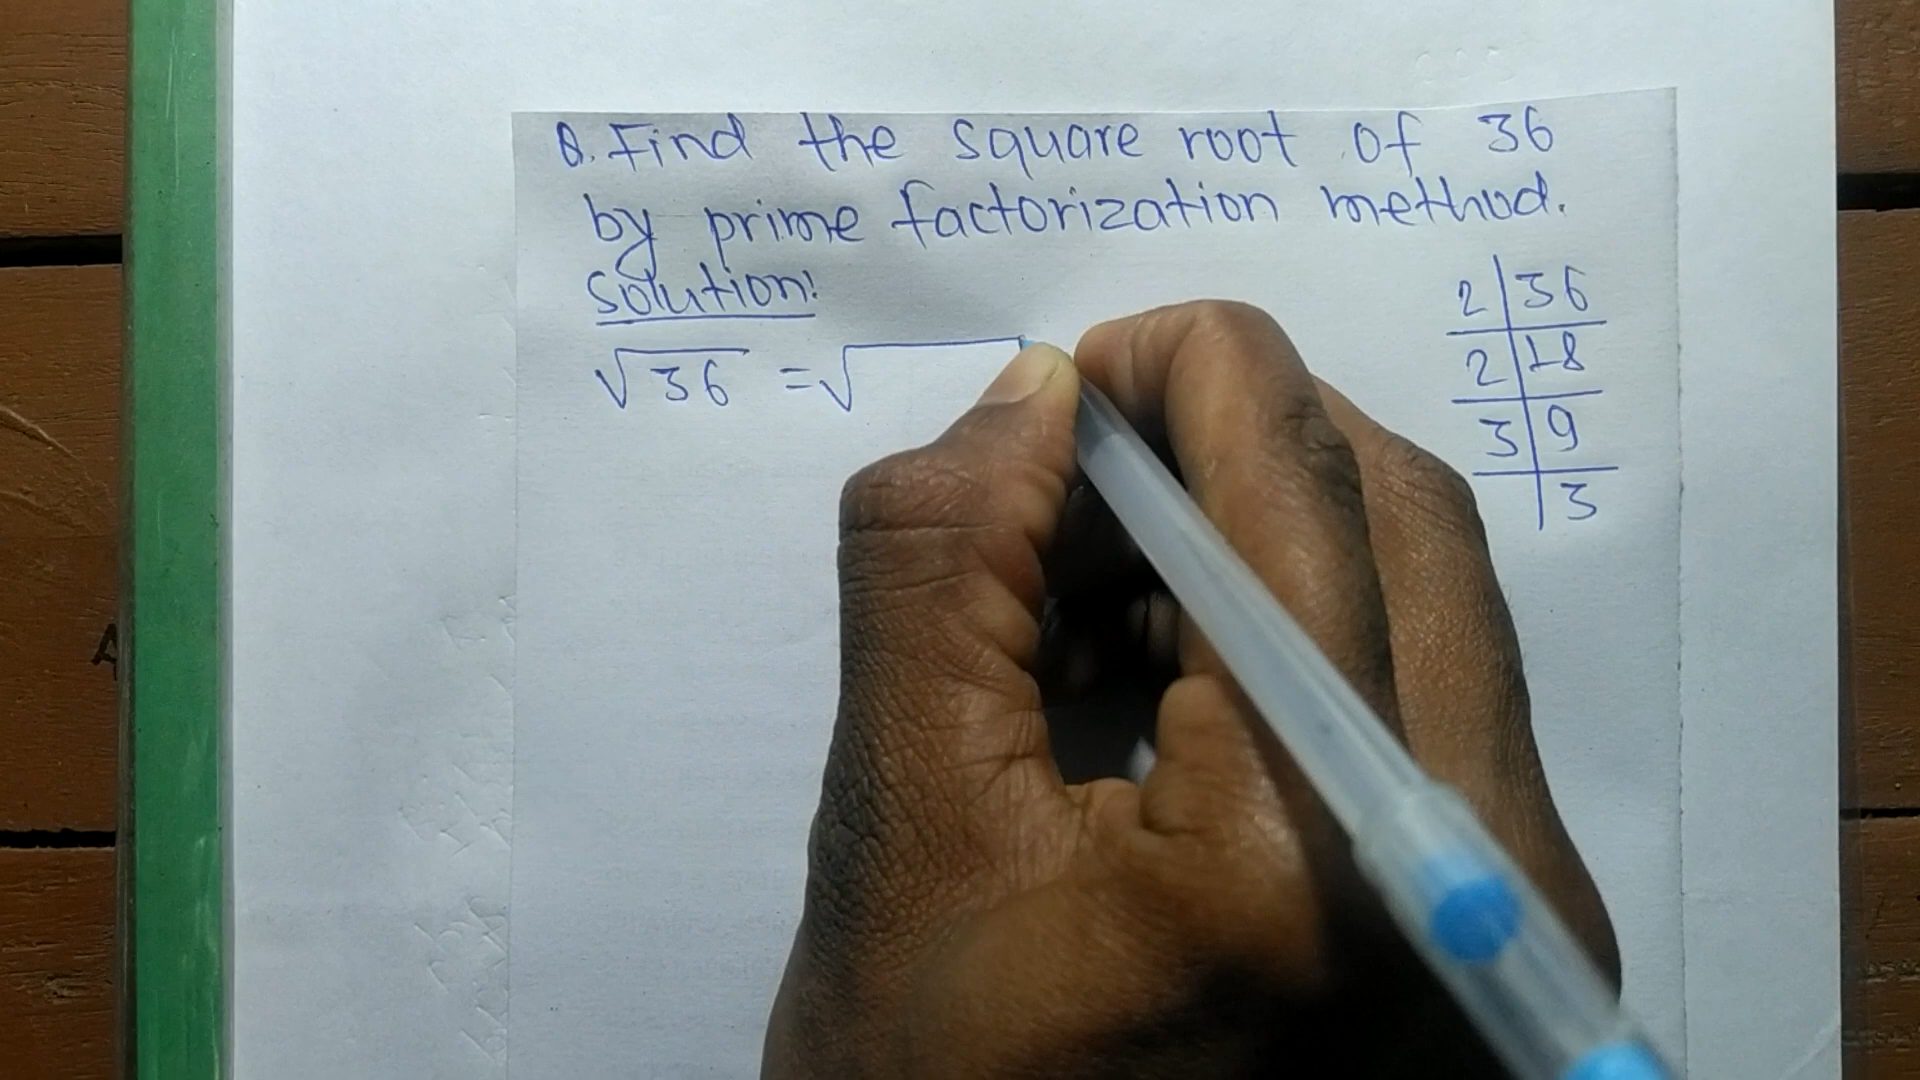 Q. Find the square root of 36
by prime factorization method.
Solution:
√36 = √
2 | 36
2 | 18
3 | 9
| 3